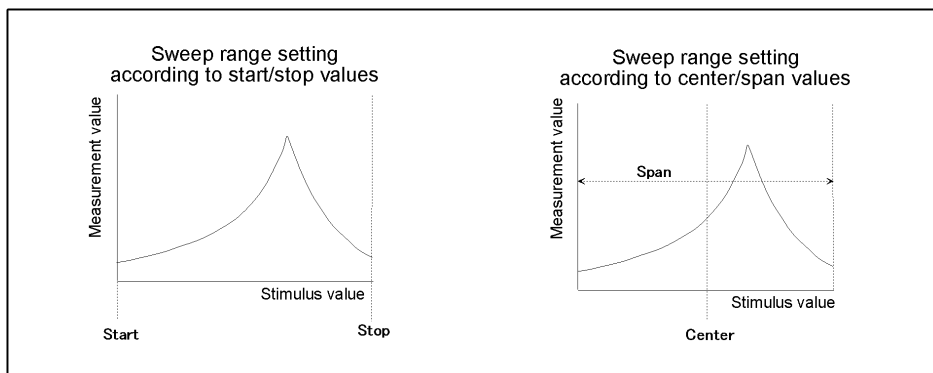 Sweep range setting
according to start/stop values
Measurement value
Stimulus value
Start
Stop
Sweep range setting
according to center/span values
Measurement value
Span
Stimulus value
Center